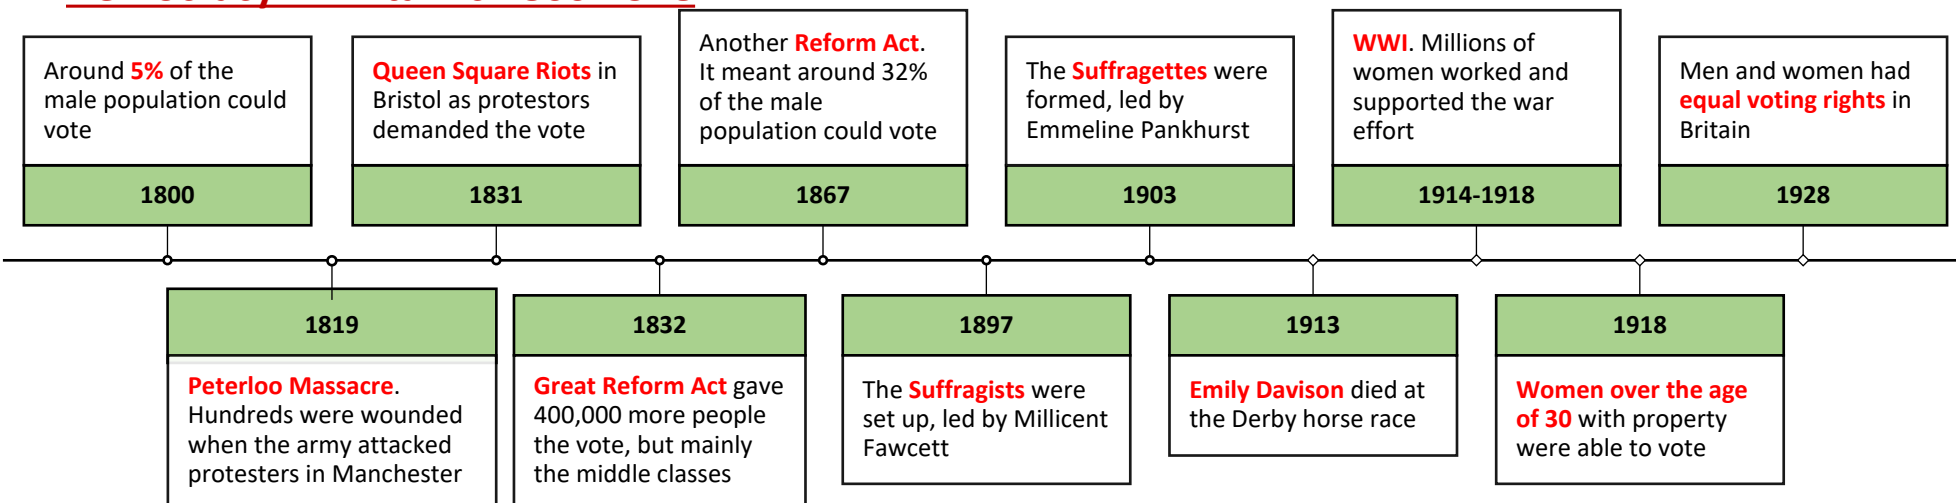 Around 5% of the
male population could
vote
1800
Queen Square Riots in
Bristol as protestors
demanded the vote
1831
Another Reform Act.
It meant around 32%
of the male
population could vote
1867
The Suffragettes were
formed, led by
Emmeline Pankhurst
1903
WWI. Millions of
women worked and
supported the war
effort
1914-1918
Men and women had
equal voting rights in
Britain
1928
1819
Peterloo Massacre.
Hundreds were wounded
when the army attacked
protesters in Manchester
1832
Great Reform Act gave
400,000 more people
the vote, but mainly
the middle classes
1897
The Suffragists were
set up, led by Millicent
Fawcett
1913
Emily Davison died at
the Derby horse race
1918
Women over the age
of 30 with property
were able to vote